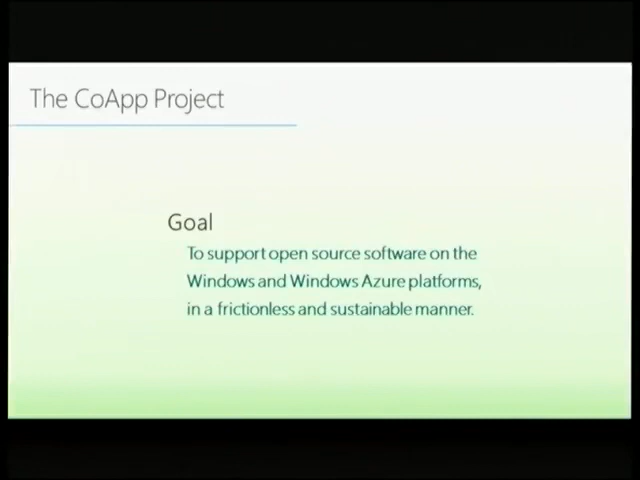 The CoApp Project
Goal
To support open source software on the
Windows and Windows Azure platforms,
in a frictionless and sustainable manner.